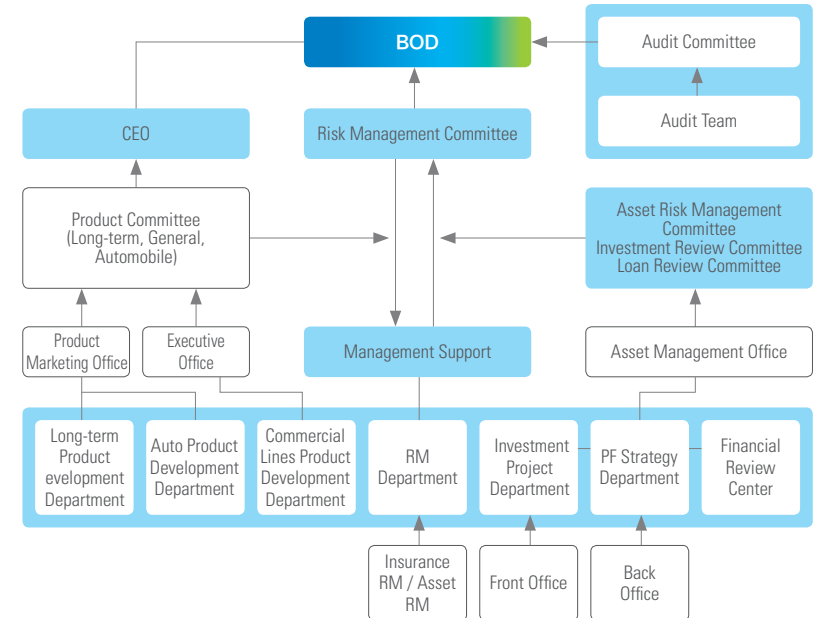 BOD
Audit Committee
Audit Team
CEO
Risk Management Committee
Product Committee
(Long-term, General,
Automobile)
Asset Risk Management
Committee
Investment Review Committee
Loan Review Committee
Product
Marketing Office
Executive
Office
Management Support
Asset Management Office
Long-term
Product
evelopment
Department
Auto Product
Development
Department
Commercial
Lines Product
Development
Department
RM
Department
Investment
Project
Department
PF Strategy
Department
Financial
Review
Center
Insurance
RM / Asset
RM
Front Office
Back
Office